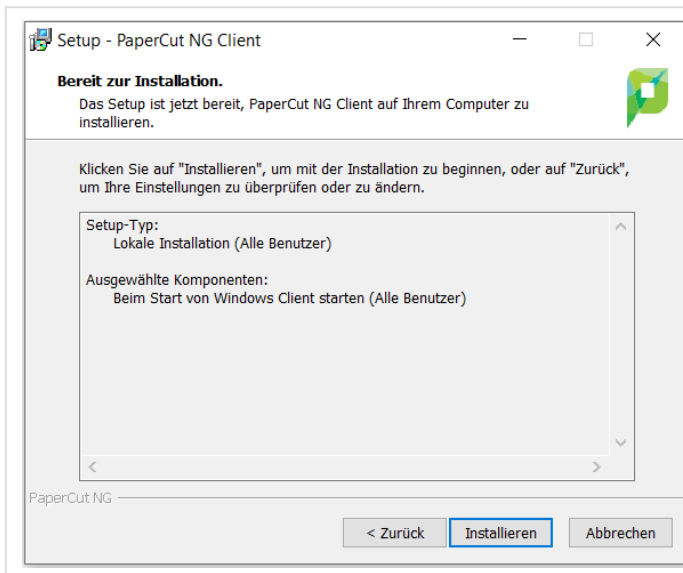 Setup - PaperCut NG Client
Bereit zur Installation.
Das Setup ist jetzt bereit, PaperCut NG Client auf Ihrem Computer zu
installieren.
Klicken Sie auf "Installieren", um mit der Installation zu beginnen, oder auf "Zurück",
um Ihre Einstellungen zu überprüfen oder zu ändern.
Setup-Typ:
Lokale Installation (Alle Benutzer)
Ausgewählte Komponenten:
Beim Start von Windows Client starten (Alle Benutzer)
PaperCut NG
< Zurück Installieren Abbrechen